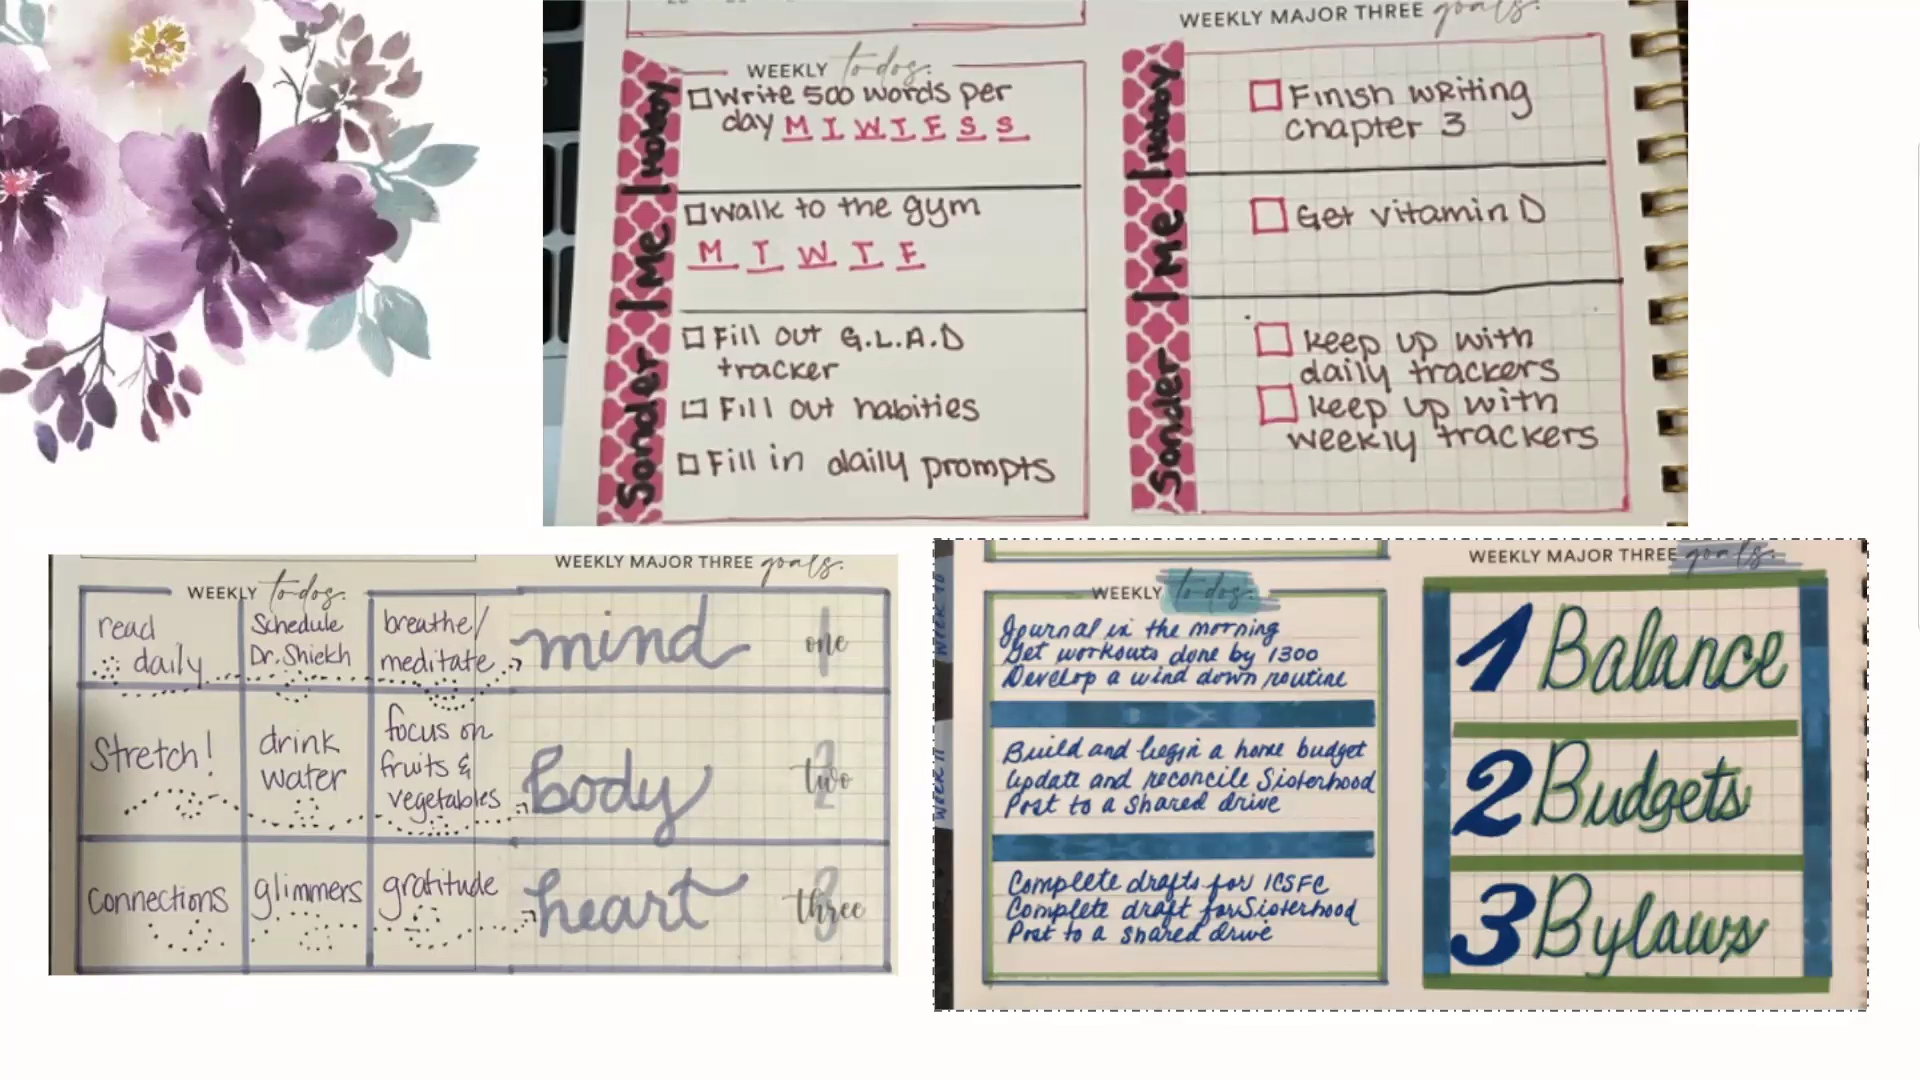 WEEKLY todos.
Hobby
Write 500 words per
day M T W T F S S
Me
walk to the gym
M T W T F
Sonder
Fill out G.L.A.D
tracker
Fill out habities
Fill in daily prompts
WEEKLY MAJOR THREE goals.
Hobby
Finish writing
chapter 3
Me
Get vitamin D
Sonder
keep up with
daily trackers
keep up with
weekly trackers
WEEKLY todos.
WEEKLY MAJOR THREE goals.
read
daily
Schedule
Dr. Shiekh
breathe/
meditate
mind
1 one
Stretch!
drink
water
focus on
fruits &
vegetables
body
2 two
Connections
glimmers
gratitude
heart
3 three
WEEKLY todos.
Journal in the morning
Get workouts done by 1300
Develop a wind down routine
Build and begin a home budget
Update and reconcile Sisterhood
Post to a shared drive
Complete drafts for ICSFC
Complete draft for Sisterhood
Post to a shared drive
WEEKLY MAJOR THREE goals.
1 Balance
2 Budgets
3 Bylaws